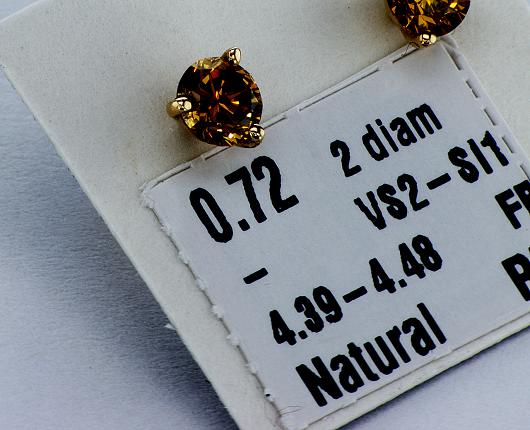 0.72 2 diam
VS2-SI1
-
4.39-4.48
Natural